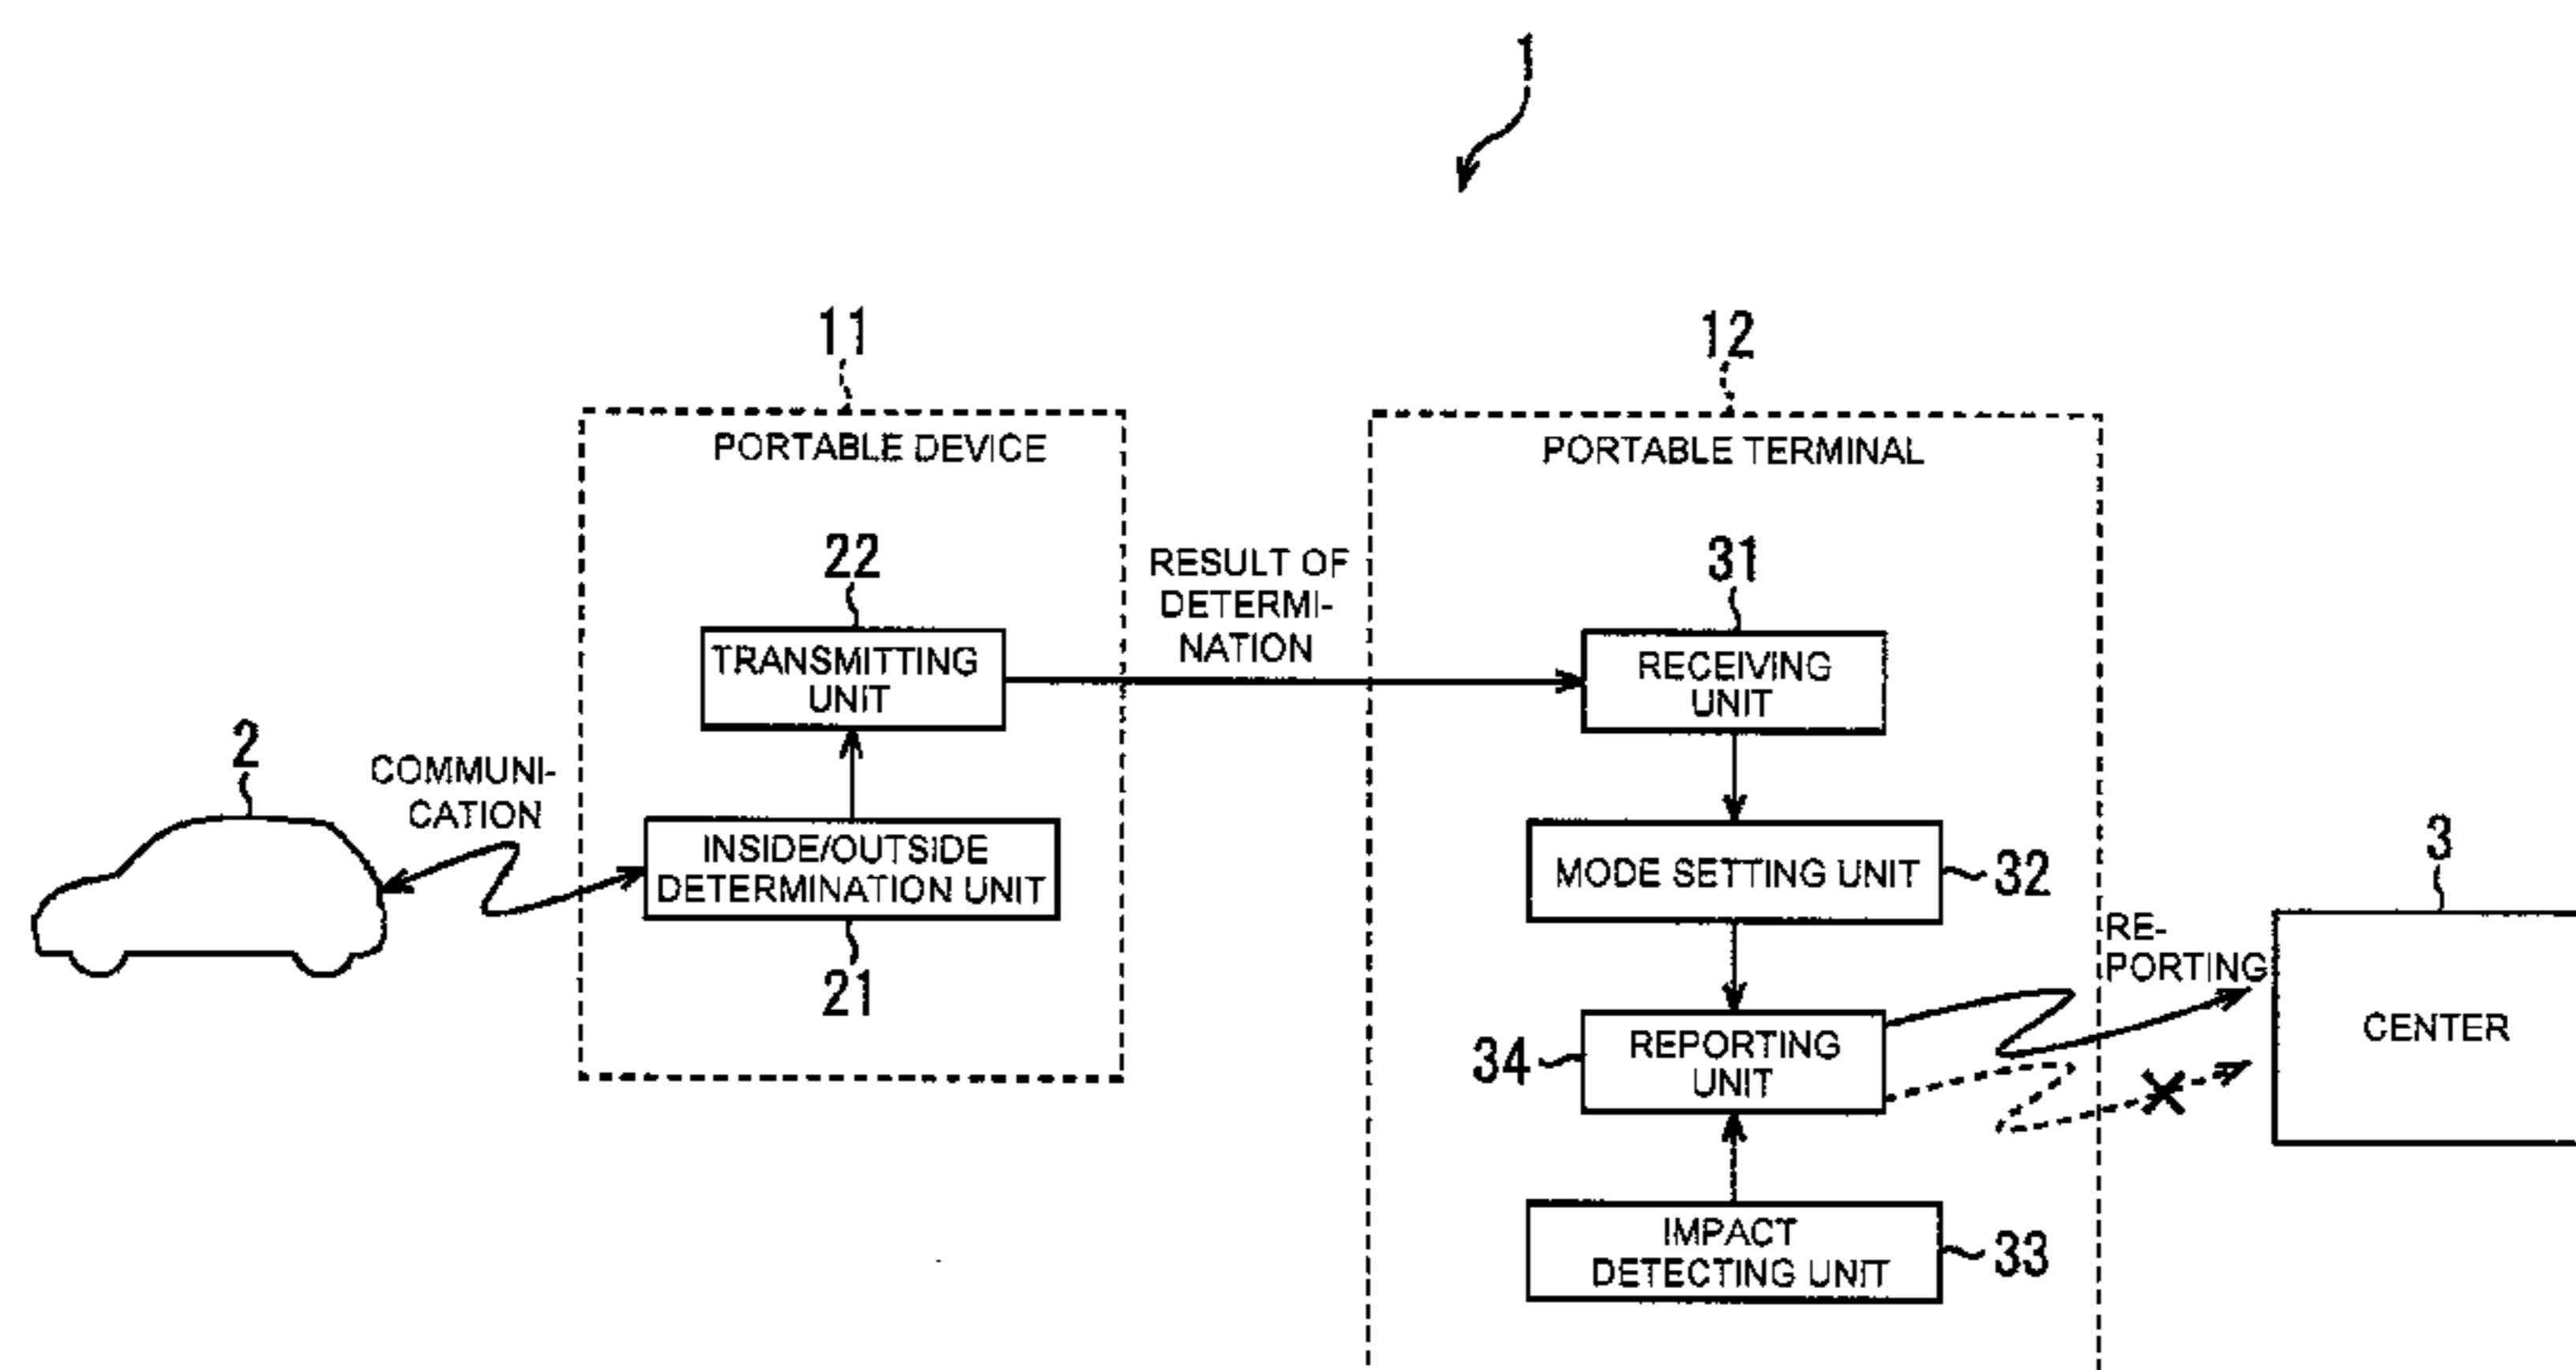 1
11
PORTABLE DEVICE
22
TRANSMITTING
UNIT
INSIDE/OUTSIDE
DETERMINATION UNIT
21
2
COMMUNI-
CATION
RESULT OF
DETERMI-
NATION
12
PORTABLE TERMINAL
31
RECEIVING
UNIT
MODE SETTING UNIT
32
34
REPORTING
UNIT
IMPACT
DETECTING UNIT
33
RE-
PORTING
3
CENTER